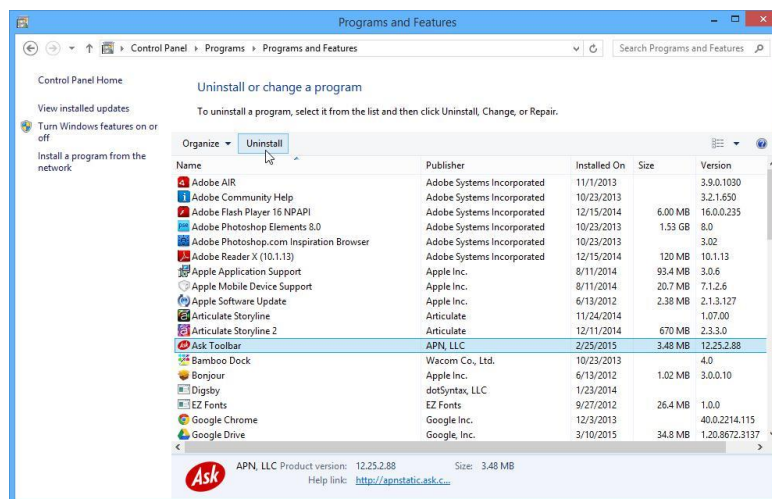 Programs and Features
Control Panel Programs Programs and Features Search Programs and Features
Control Panel Home
View installed updates
Turn Windows features on or
off
Install a program from the
network
Uninstall or change a program
To uninstall a program, select it from the list and then click Uninstall, Change, or Repair.
Organize Uninstall
Name Publisher Installed On Size Version
Adobe AIR Adobe Systems Incorporated 11/1/2013 3.9.0.1030
Adobe Community Help Adobe Systems Incorporated 10/23/2013 3.2.1.650
Adobe Flash Player 16 NPAPI Adobe Systems Incorporated 12/15/2014 6.00 MB 16.0.0.235
Adobe Photoshop Elements 8.0 Adobe Systems Incorporated 10/23/2013 1.53 GB 8.0
Adobe Photoshop.com Inspiration Browser Adobe Systems Incorporated 10/23/2013 3.02
Adobe Reader X (10.1.13) Adobe Systems Incorporated 12/15/2014 120 MB 10.1.13
Apple Application Support Apple Inc. 8/11/2014 93.4 MB 3.0.6
Apple Mobile Device Support Apple Inc. 8/11/2014 20.7 MB 7.1.2.6
Apple Software Update Apple Inc. 6/13/2012 2.38 MB 2.1.3.127
Articulate Storyline Articulate 11/24/2014 1.07.00
Articulate Storyline 2 Articulate 12/11/2014 670 MB 2.3.3.0
Ask Toolbar APN, LLC 2/25/2015 3.48 MB 12.25.2.88
Bamboo Dock Wacom Co., Ltd. 10/23/2013 4.0
Bonjour Apple Inc. 6/13/2012 1.02 MB 3.0.0.10
Digsby dotSyntax, LLC 1/23/2014
EZ Fonts EZ Fonts 9/27/2012 26.4 MB 1.0.0
Google Chrome Google Inc. 12/3/2013 40.0.2214.115
Google Drive Google, Inc. 3/10/2015 34.8 MB 1.20.8672.3137
Ask APN, LLC Product version: 12.25.2.88 Size: 3.48 MB
Help link: http://apnstatic.ask.c...